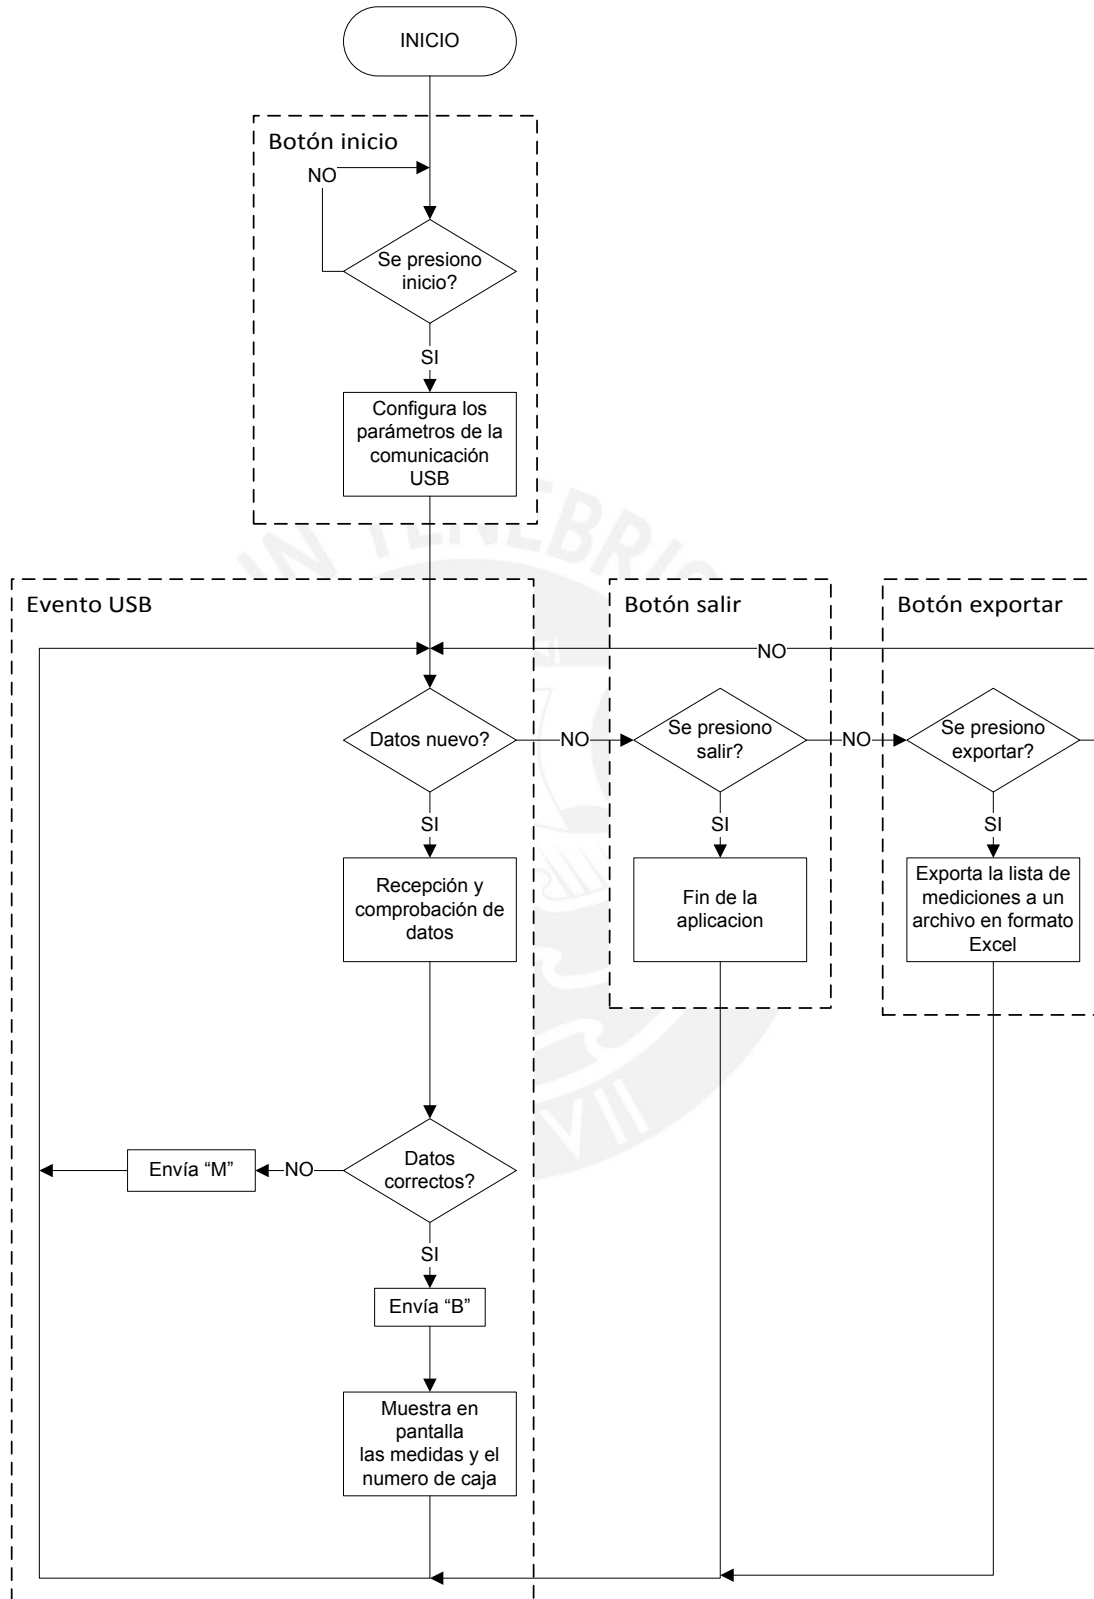 INICIO
Botón inicio
NO
Se presiono
inicio?
SI
Configura los
parámetros de la
comunicación
USB
IN TENEBRIS
Evento USB
Botón salir
Botón exportar
NO
Datos nuevo?
NO
Se presiono
salir?
NO
Se presiono
exportar?
SI
SI
SI
Recepción y
comprobación de
datos
Fin de la
aplicacion
Exporta la lista de
mediciones a un
archivo en formato
Excel
VII
Envía “M”
NO
Datos
correctos?
SI
Envía “B”
Muestra en
pantalla
las medidas y el
numero de caja